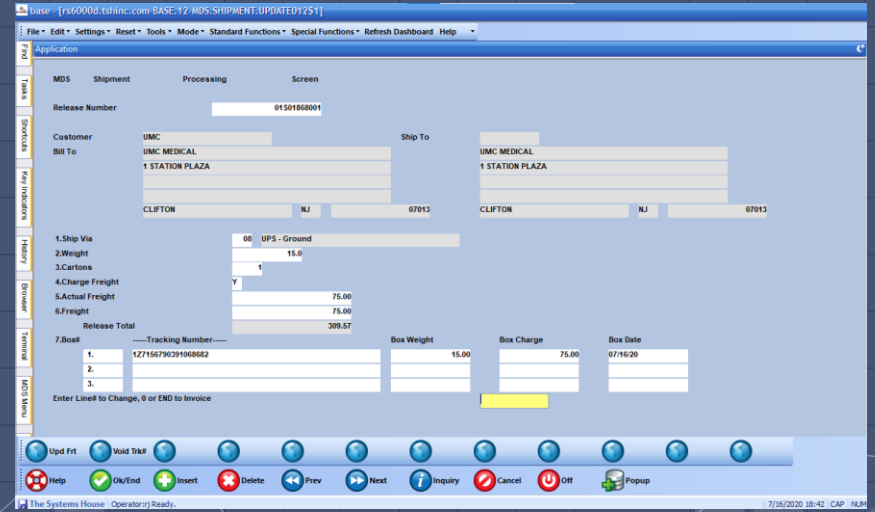 base - [rs6000d.tshinc.com-BASE.12-MDS.SHIPMENT.UPDATE012$1]
File Edit Settings Reset Tools Mode Standard Functions Special Functions Refresh Dashboard Help
Application
Find
Tasks
Shortcuts
Key Indicators
History
Browser
Terminal
MDS Menu
MDS Shipment Processing Screen
Release Number 01S01868001
Customer UMC Ship To
Bill To UMC MEDICAL UMC MEDICAL
1 STATION PLAZA 1 STATION PLAZA
CLIFTON NJ 07013 CLIFTON NJ 07013
1.Ship Via 08 UPS - Ground
2.Weight 15.0
3.Cartons 1
4.Charge Freight Y
5.Actual Freight 75.00
6.Freight 75.00
Release Total 309.57
7.Box# -----Tracking Number----- Box Weight Box Charge Box Date
1. 1Z7156790391068682 15.00 75.00 07/16/20
2.
3.
Enter Line# to Change, 0 or END to Invoice
Upd Frt Void Trk#
Help Ok/End Insert Delete Prev Next Inquiry Cancel Off Popup
The Systems House Operator:rj Ready. 7/16/2020 18:42 CAP NUM